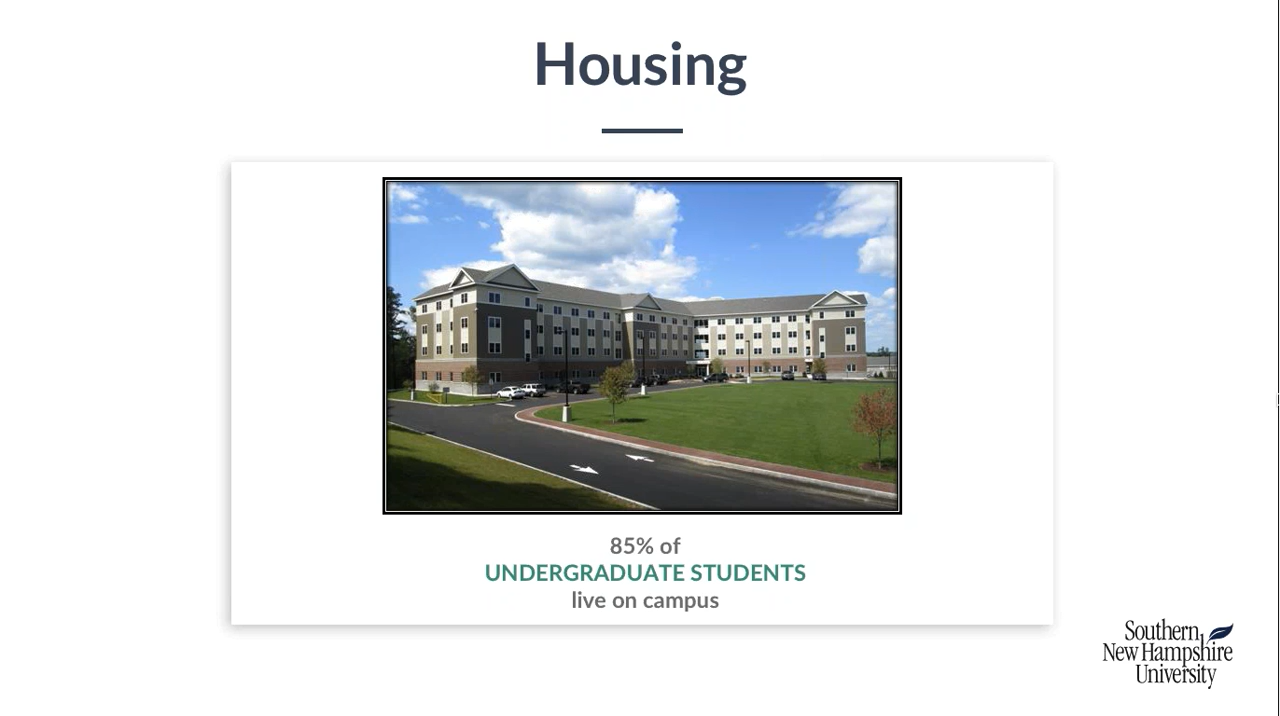 Housing
85% of
UNDERGRADUATE STUDENTS
live on campus
Southern
New Hampshire
University